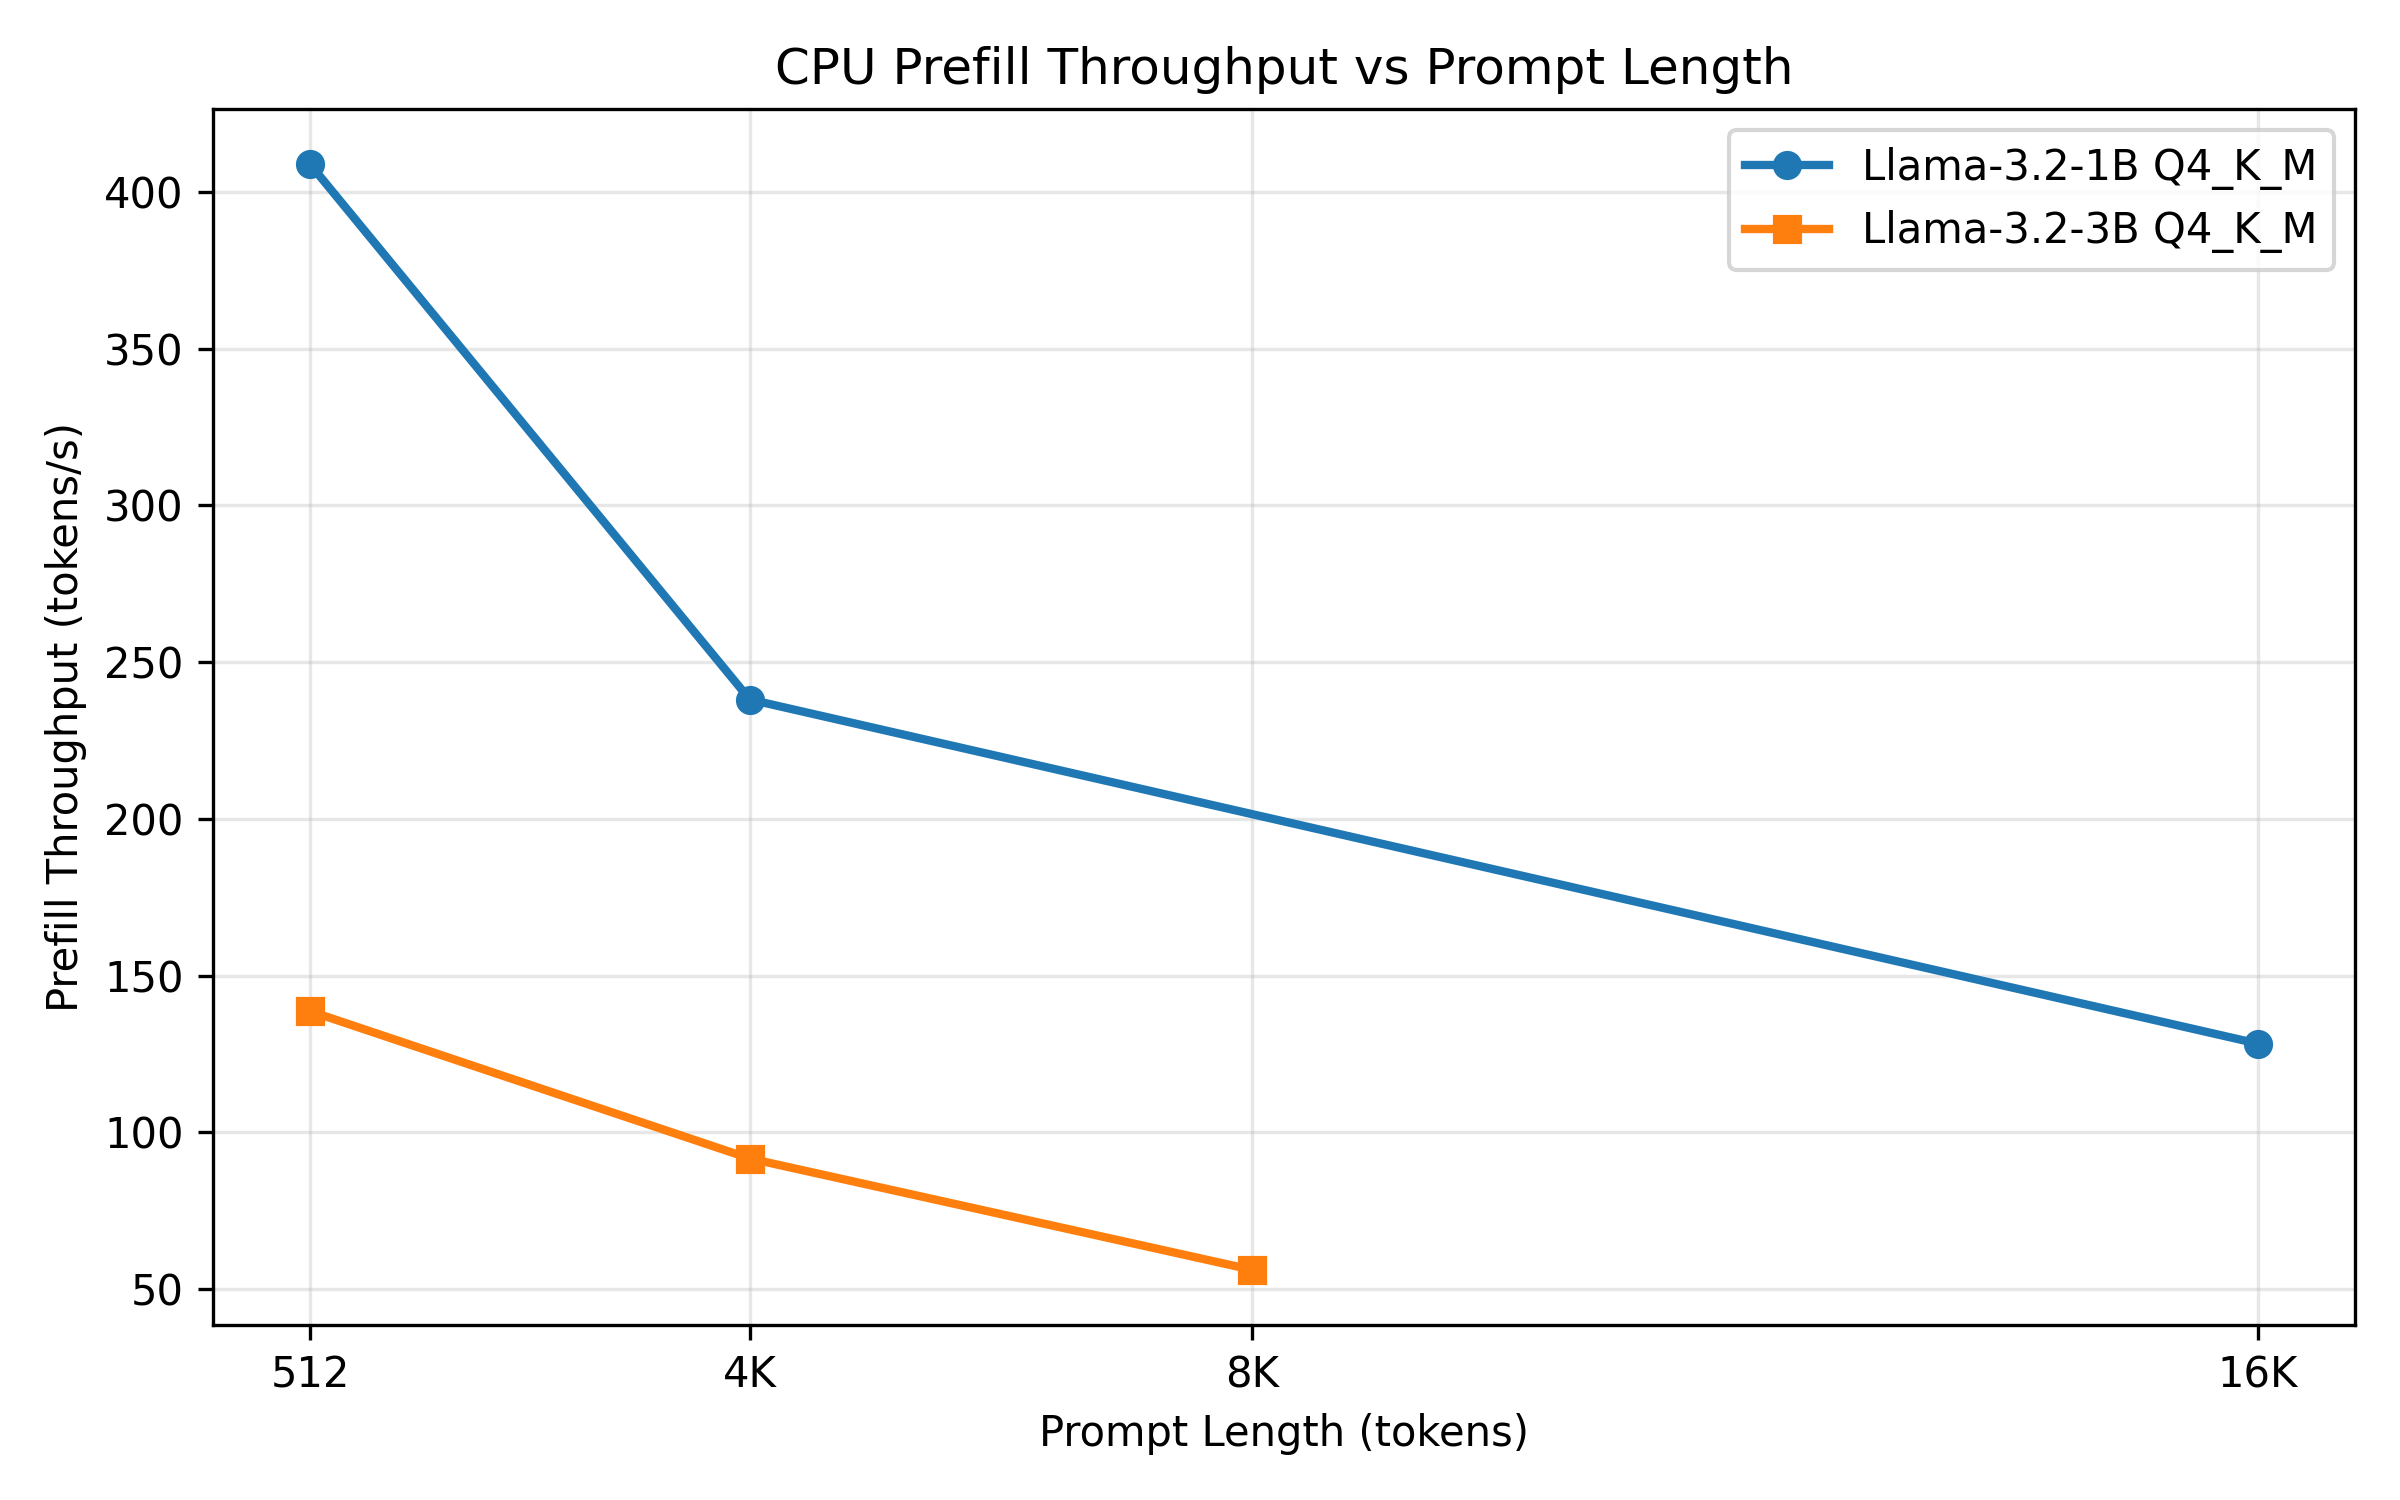 CPU Prefill Throughput vs Prompt Length
Llama-3.2-1B Q4_K_M
Llama-3.2-3B Q4_K_M
Prefill Throughput (tokens/s)
400
350
300
250
200
150
100
50
512 4K 8K 16K
Prompt Length (tokens)